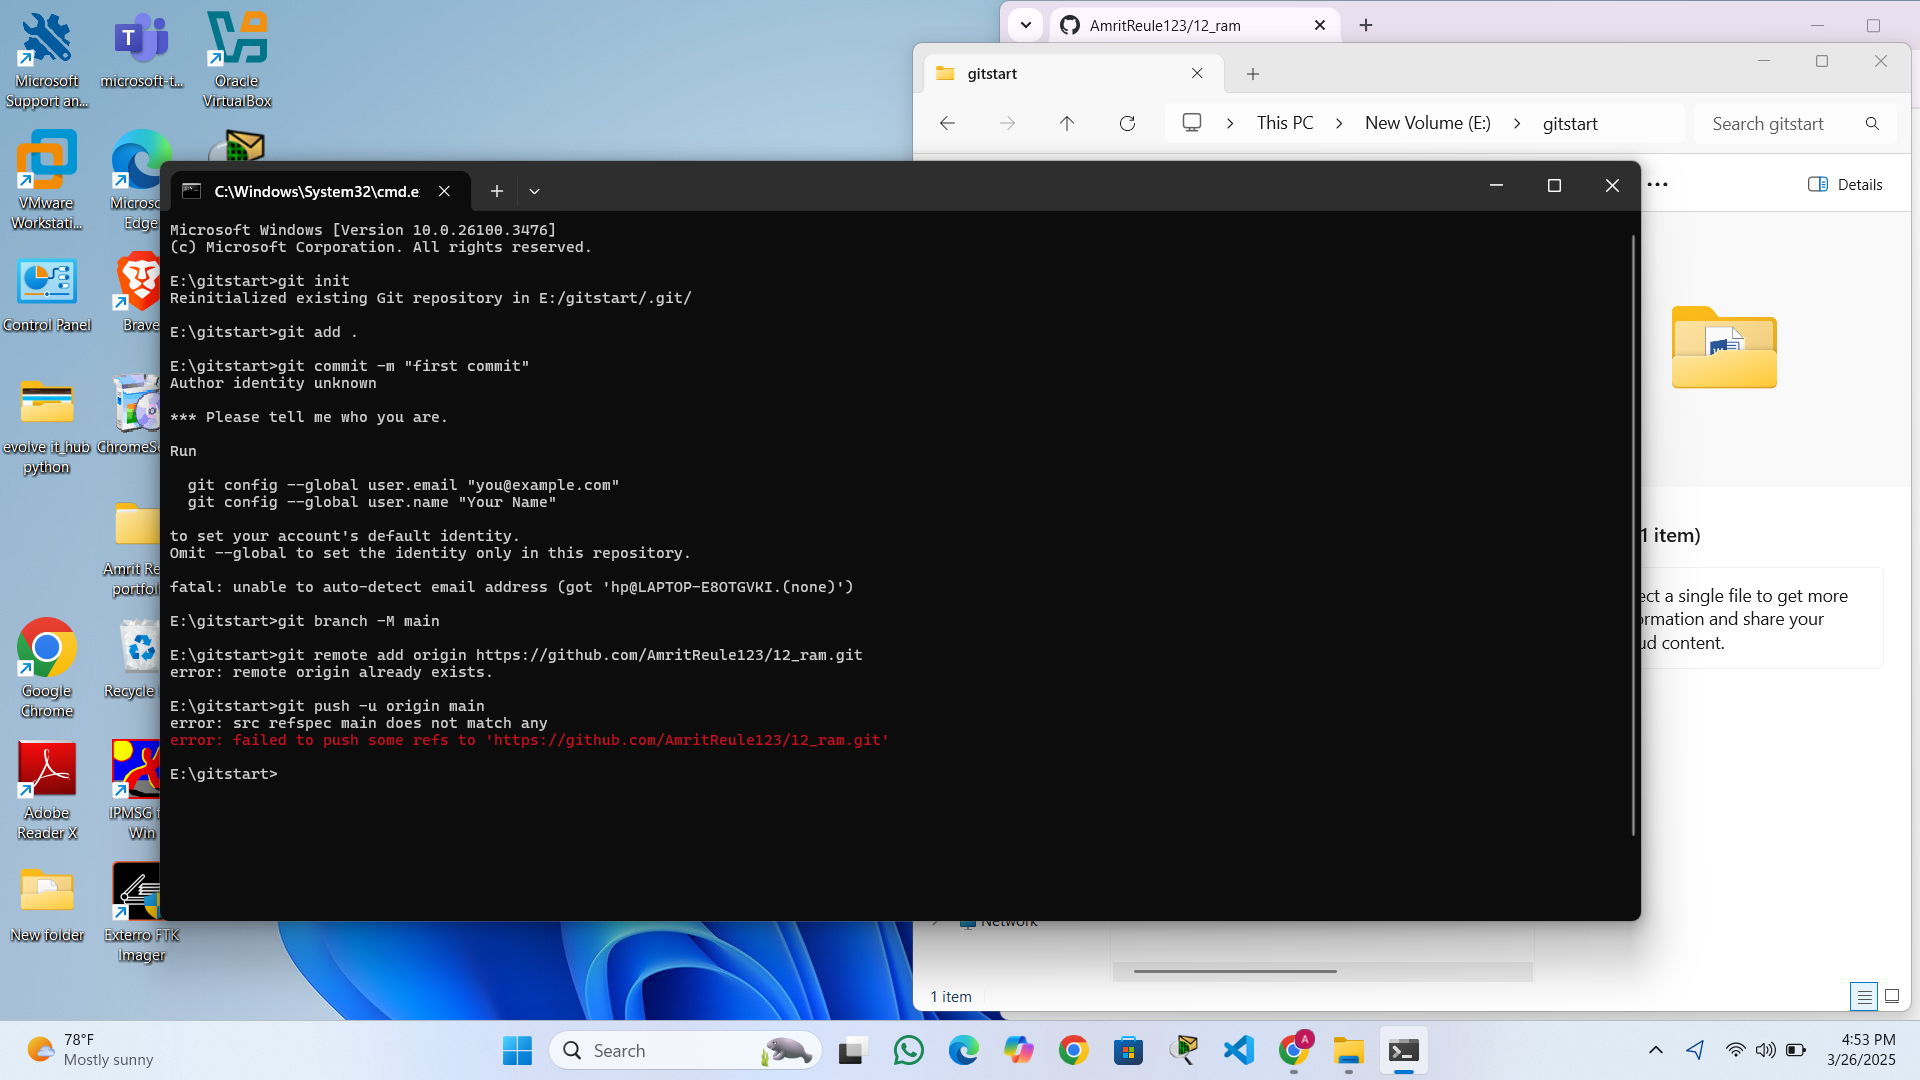 Microsoft
Support an...
microsoft-t...
Oracle
VirtualBox
VMware
Workstati...
Microso
Edge
Control Panel
Brave
evolve it_hub
python
ChromeSe
Amrit Re
portfol
Google
Chrome
Recycle
Adobe
Reader X
IPMSG f
Win
New folder
Exterro FTK
Imager
AmritReule123/12_ram
gitstart
This PC
New Volume (E:)
gitstart
Search gitstart
Details
C:\Windows\System32\cmd.e
Microsoft Windows [Version 10.0.26100.3476]
(c) Microsoft Corporation. All rights reserved.
E:\gitstart>git init
Reinitialized existing Git repository in E:/gitstart/.git/
E:\gitstart>git add .
E:\gitstart>git commit -m "first commit"
Author identity unknown
*** Please tell me who you are.
Run
git config --global user.email "you@example.com"
git config --global user.name "Your Name"
to set your account's default identity.
Omit --global to set the identity only in this repository.
fatal: unable to auto-detect email address (got 'hp@LAPTOP-E8OTGVKI.(none)')
E:\gitstart>git branch -M main
E:\gitstart>git remote add origin https://github.com/AmritReule123/12_ram.git
error: remote origin already exists.
E:\gitstart>git push -u origin main
error: src refspec main does not match any
error: failed to push some refs to 'https://github.com/AmritReule123/12_ram.git'
E:\gitstart>
1 item)
ect a single file to get more
ormation and share your
ud content.
Network
1 item
78°F
Mostly sunny
Search
A
4:53 PM
3/26/2025